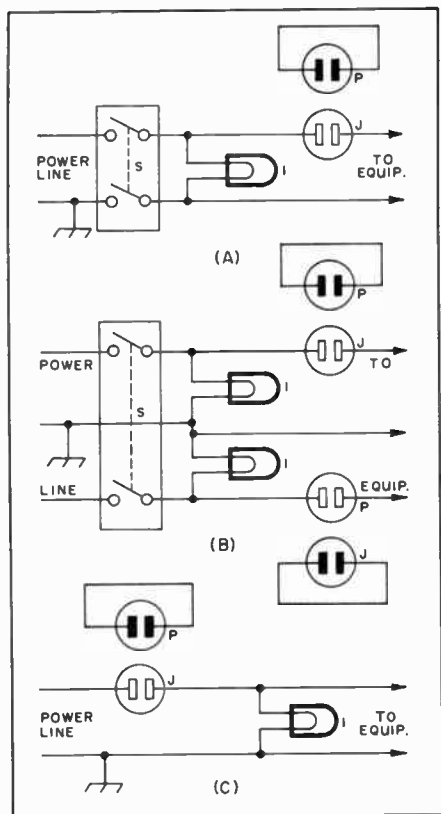 P
J
POWER
LINE
S
I
TO
EQUIP.
(A)
P
J
POWER
TO
S
I
I
LINE
EQUIP.
P
(B)
J
P
J
POWER
LINE
I
TO
EQUIP.
(C)